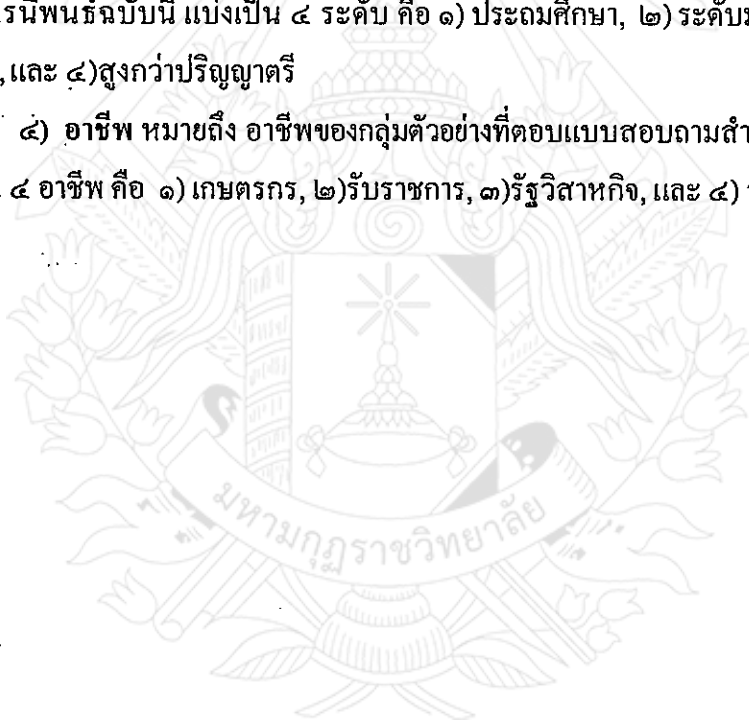 รนิพนธ์ฉบับนี้ แบ่งเป็น ๔ ระดับ คือ ๑) ประถมศึกษา, ๒) ระดับ
, และ ๔)สูงกว่าปริญญาตรี
๔) อาชีพ หมายถึง อาชีพของกลุ่มตัวอย่างที่ตอบแบบสอบถามสำ
๔ อาชีพ คือ ๑) เกษตรกร, ๒)รับราชการ, ๓)รัฐวิสาหกิจ, และ ๔)
มหามกุฏราชวิทยาลัย